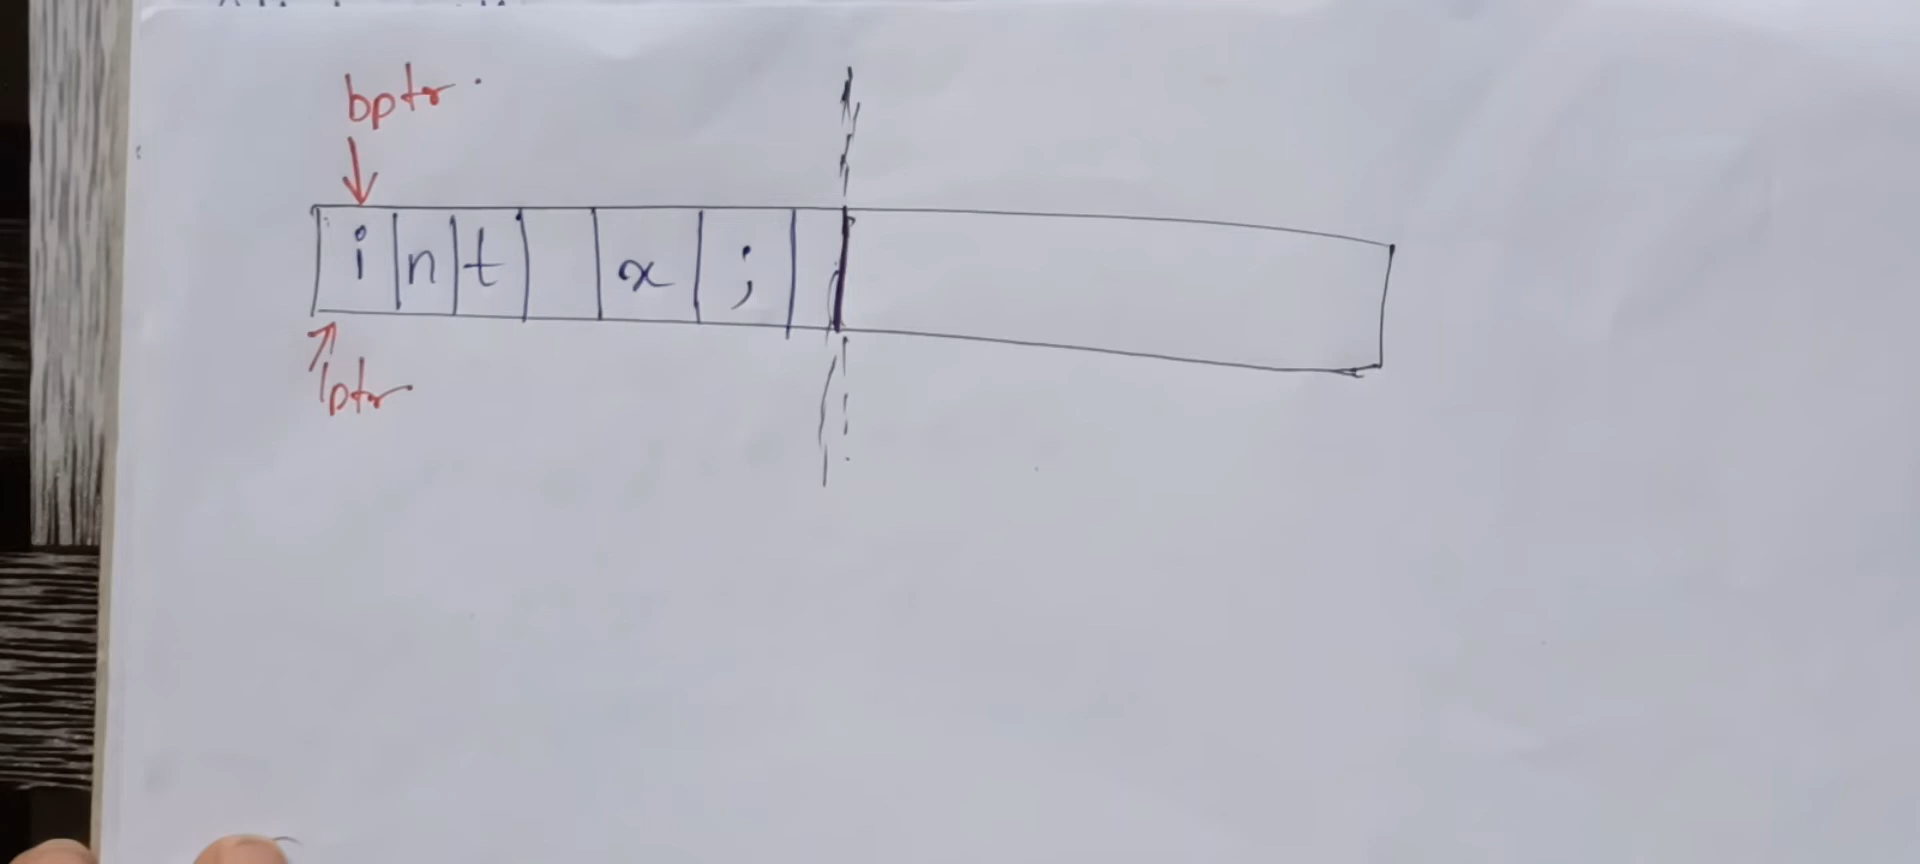 bptr
i n t x ;
lptr